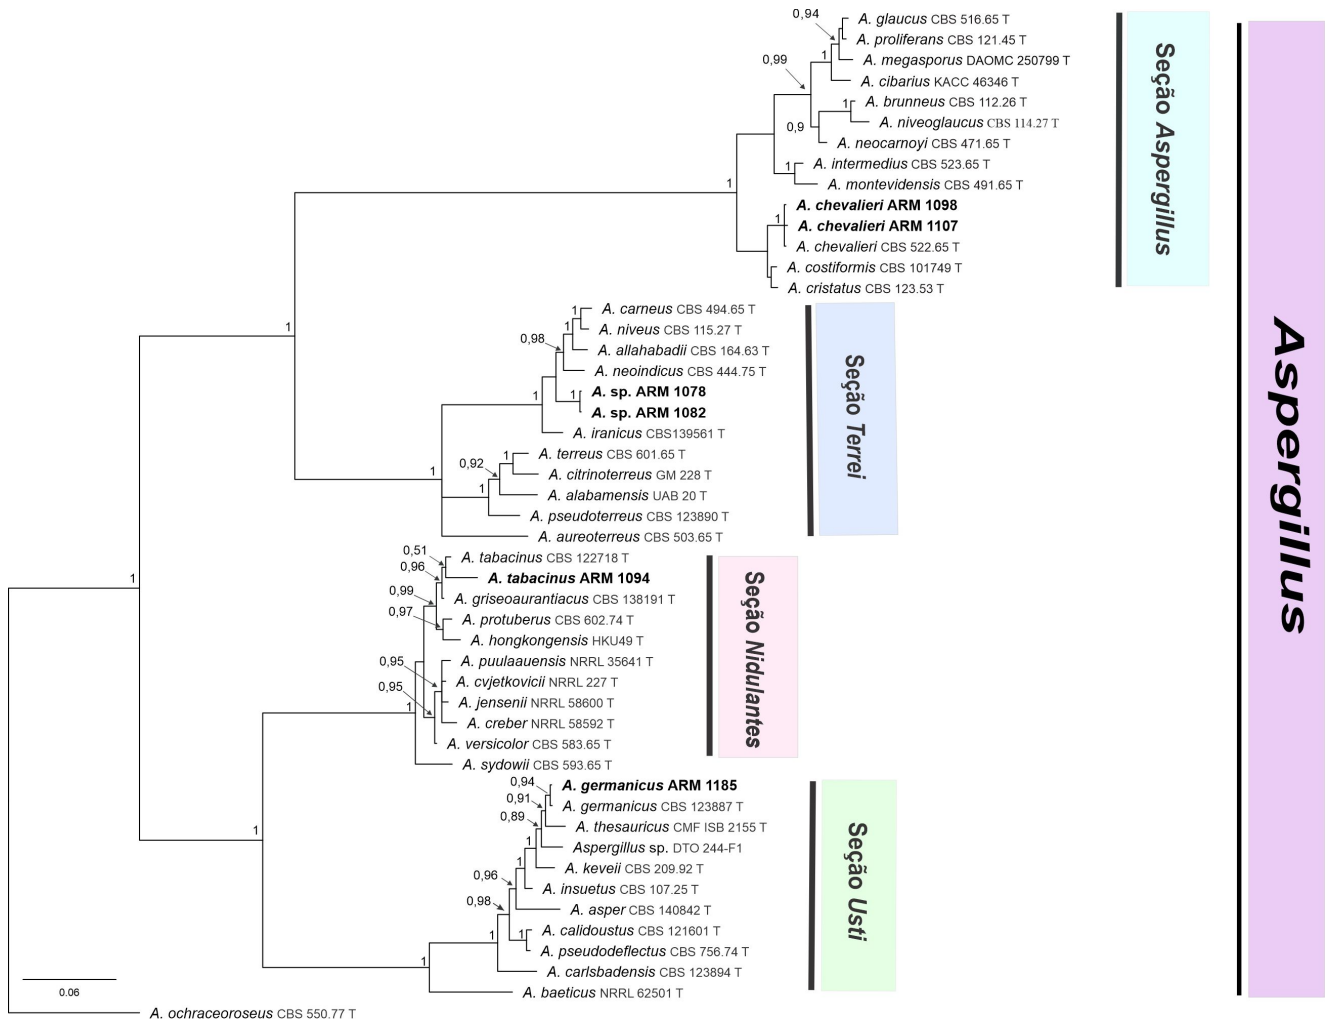 0,94
A. glaucus CBS 516.65 T
A. proliferans CBS 121.45 T
0,99
1
A. megasporus DAOMC 250799 T
A. cibarius KACC 46346 T
1
A. brunneus CBS 112.26 T
0,9
A. niveoglaucus CBS 114.27 T
A. neocarnoyi CBS 471.65 T
1
A. intermedius CBS 523.65 T
A. montevidensis CBS 491.65 T
1
A. chevalieri ARM 1098
1
A. chevalieri ARM 1107
A. chevalieri CBS 522.65 T
A. costiformis CBS 101749 T
A. cristatus CBS 123.53 T
Seção Aspergillus
1
1
A. carneus CBS 494.65 T
1
A. niveus CBS 115.27 T
0,98
A. allahabadii CBS 164.63 T
A. neoindicus CBS 444.75 T
1
1
A. sp. ARM 1078
A. sp. ARM 1082
A. iranicus CBS139561 T
1
A. terreus CBS 601.65 T
0,92
1
A. citrinoterreus GM 228 T
1
A. alabamensis UAB 20 T
A. pseudoterreus CBS 123890 T
A. aureoterreus CBS 503.65 T
Seção Terrei
0,51
A. tabacinus CBS 122718 T
0,96
A. tabacinus ARM 1094
1
0,99
A. griseoaurantiacus CBS 138191 T
0,97
A. protuberus CBS 602.74 T
A. hongkongensis HKU49 T
0,95
A. puulaauensis NRRL 35641 T
A. cvjetkovicii NRRL 227 T
0,95
A. jensenii NRRL 58600 T
1
A. creber NRRL 58592 T
A. versicolor CBS 583.65 T
A. sydowii CBS 593.65 T
Seção Nidulantes
0,94
A. germanicus ARM 1185
0,91
A. germanicus CBS 123887 T
0,89
A. thesauricus CMF ISB 2155 T
1
1
Aspergillus sp. DTO 244-F1
1
A. keveii CBS 209.92 T
0,96
A. insuetus CBS 107.25 T
0,98
A. asper CBS 140842 T
1
1
A. calidoustus CBS 121601 T
A. pseudodeflectus CBS 756.74 T
1
A. carlsbadensis CBS 123894 T
A. baeticus NRRL 62501 T
Seção Usti
0.06
A. ochraceoroseus CBS 550.77 T
Aspergillus